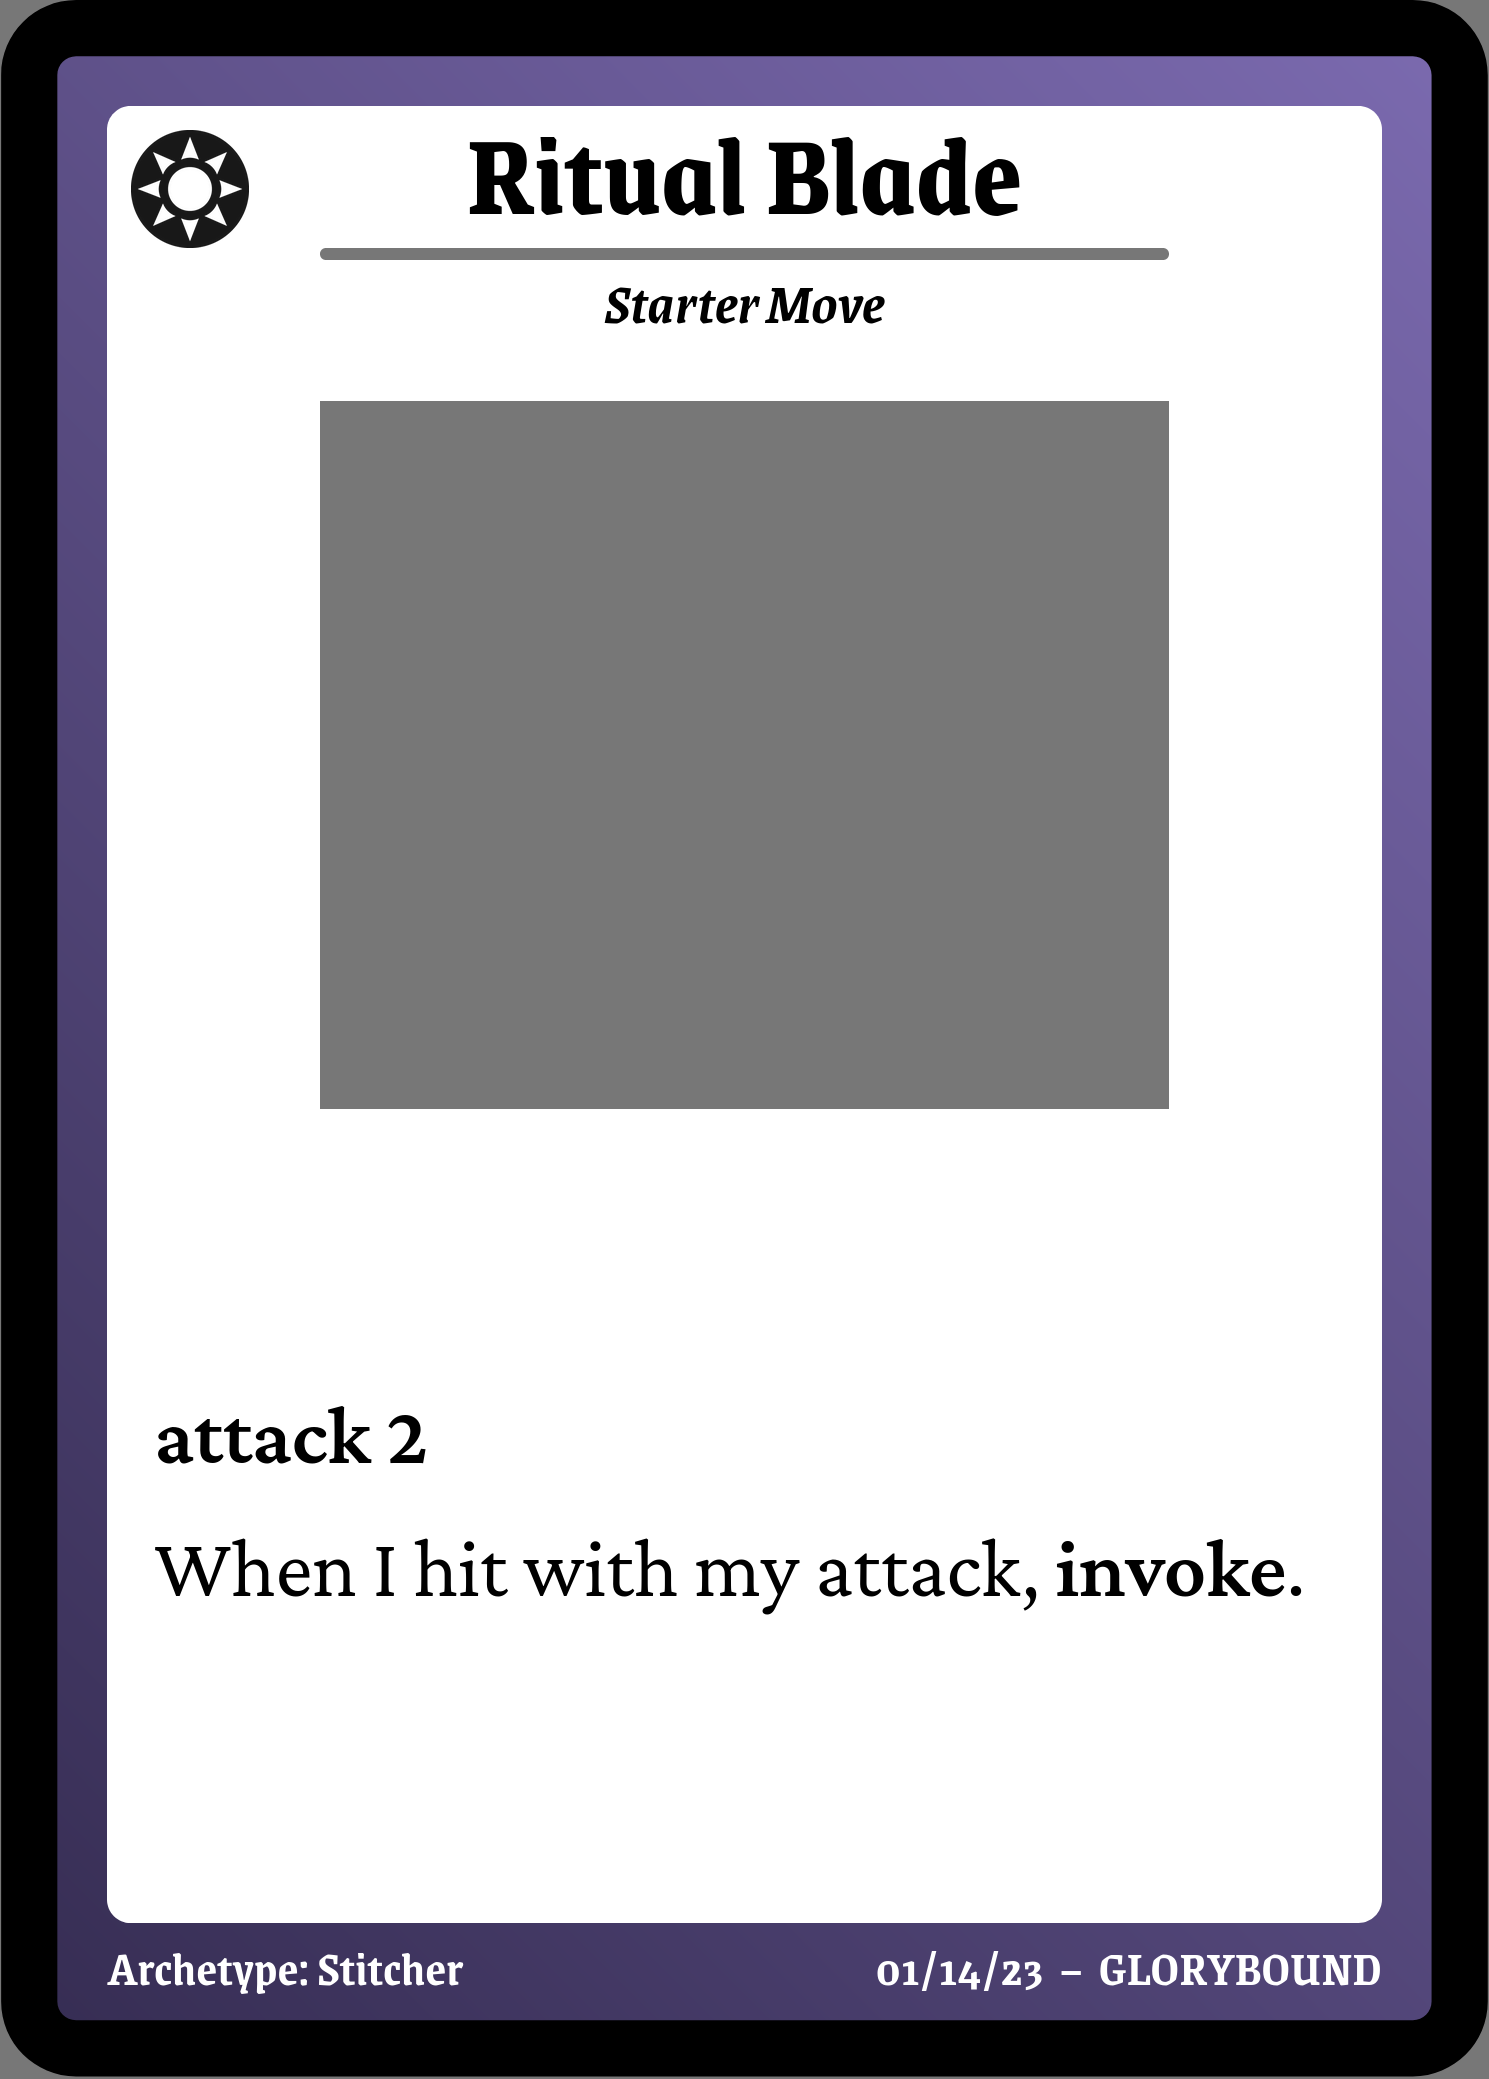 Ritual Blade
Starter Move
attack 2
When I hit with my attack, invoke.
Archetype: Stitcher
01/14/23 – GLORYBOUND